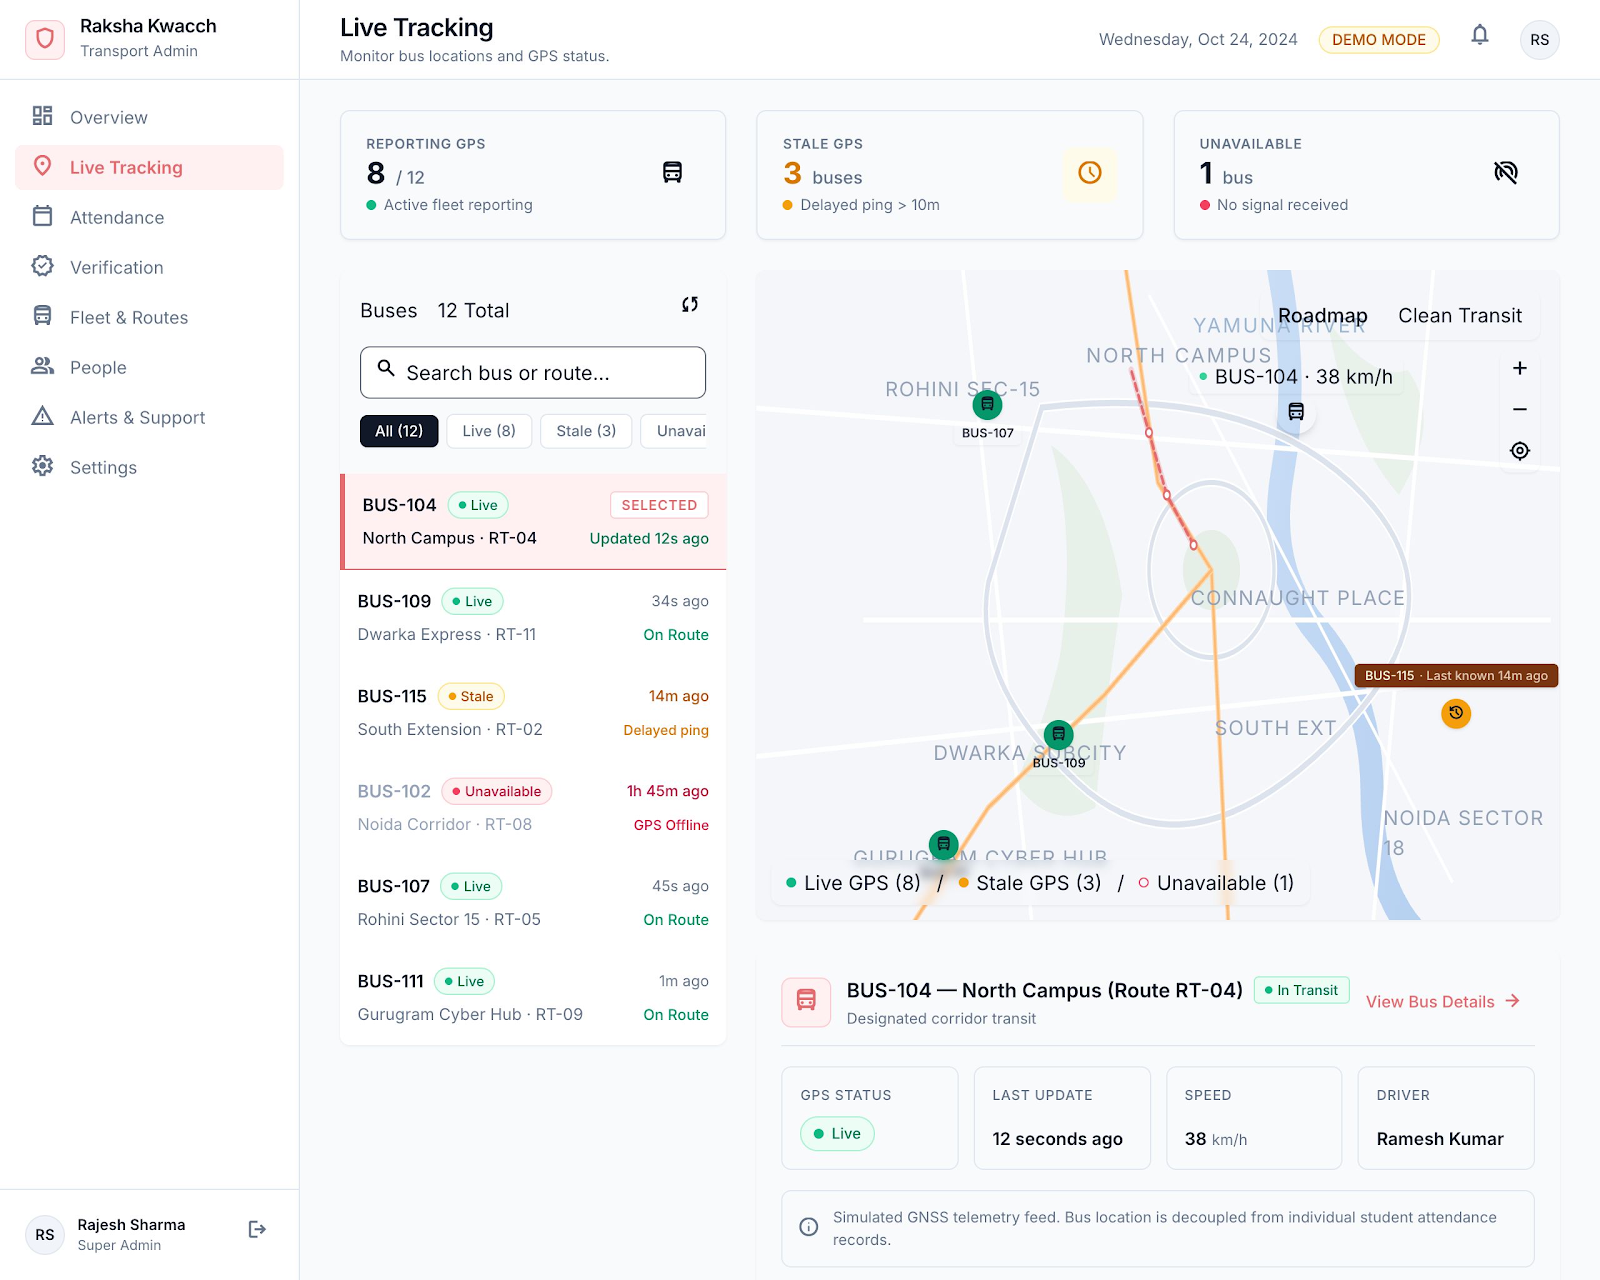 Raksha Kwacch
Transport Admin
Overview
Live Tracking
Attendance
Verification
Fleet & Routes
People
Alerts & Support
Settings
Rajesh Sharma
RS
Super Admin
Live Tracking
Monitor bus locations and GPS status.
Wednesday, Oct 24, 2024
DEMO MODE
RS
REPORTING GPS
8 / 12
Active fleet reporting
STALE GPS
3 buses
Delayed ping > 10m
UNAVAILABLE
1 bus
No signal received
Buses 12 Total
Search bus or route...
All (12) Live (8) Stale (3) Unavai
BUS-104 Live SELECTED
North Campus · RT-04 Updated 12s ago
BUS-109 Live 34s ago
Dwarka Express · RT-11 On Route
BUS-115 Stale 14m ago
South Extension · RT-02 Delayed ping
BUS-102 Unavailable 1h 45m ago
Noida Corridor · RT-08 GPS Offline
BUS-107 Live 45s ago
Rohini Sector 15 · RT-05 On Route
BUS-111 Live 1m ago
Gurugram Cyber Hub · RT-09 On Route
Roadmap Clean Transit
YAMUNA RIVER
NORTH CAMPUS
BUS-104 · 38 km/h
ROHINI SEC-15
BUS-107
CONNAUGHT PLACE
BUS-115 · Last known 14m ago
SOUTH EXT
DWARKA SUBCITY
BUS-109
NOIDA SECTOR
18
GURUGRAM CYBER HUB
Live GPS (8) / Stale GPS (3) / Unavailable (1)
BUS-104 — North Campus (Route RT-04) In Transit
Designated corridor transit
View Bus Details
GPS STATUS
Live
LAST UPDATE
12 seconds ago
SPEED
38 km/h
DRIVER
Ramesh Kumar
Simulated GNSS telemetry feed. Bus location is decoupled from individual student attendance
records.